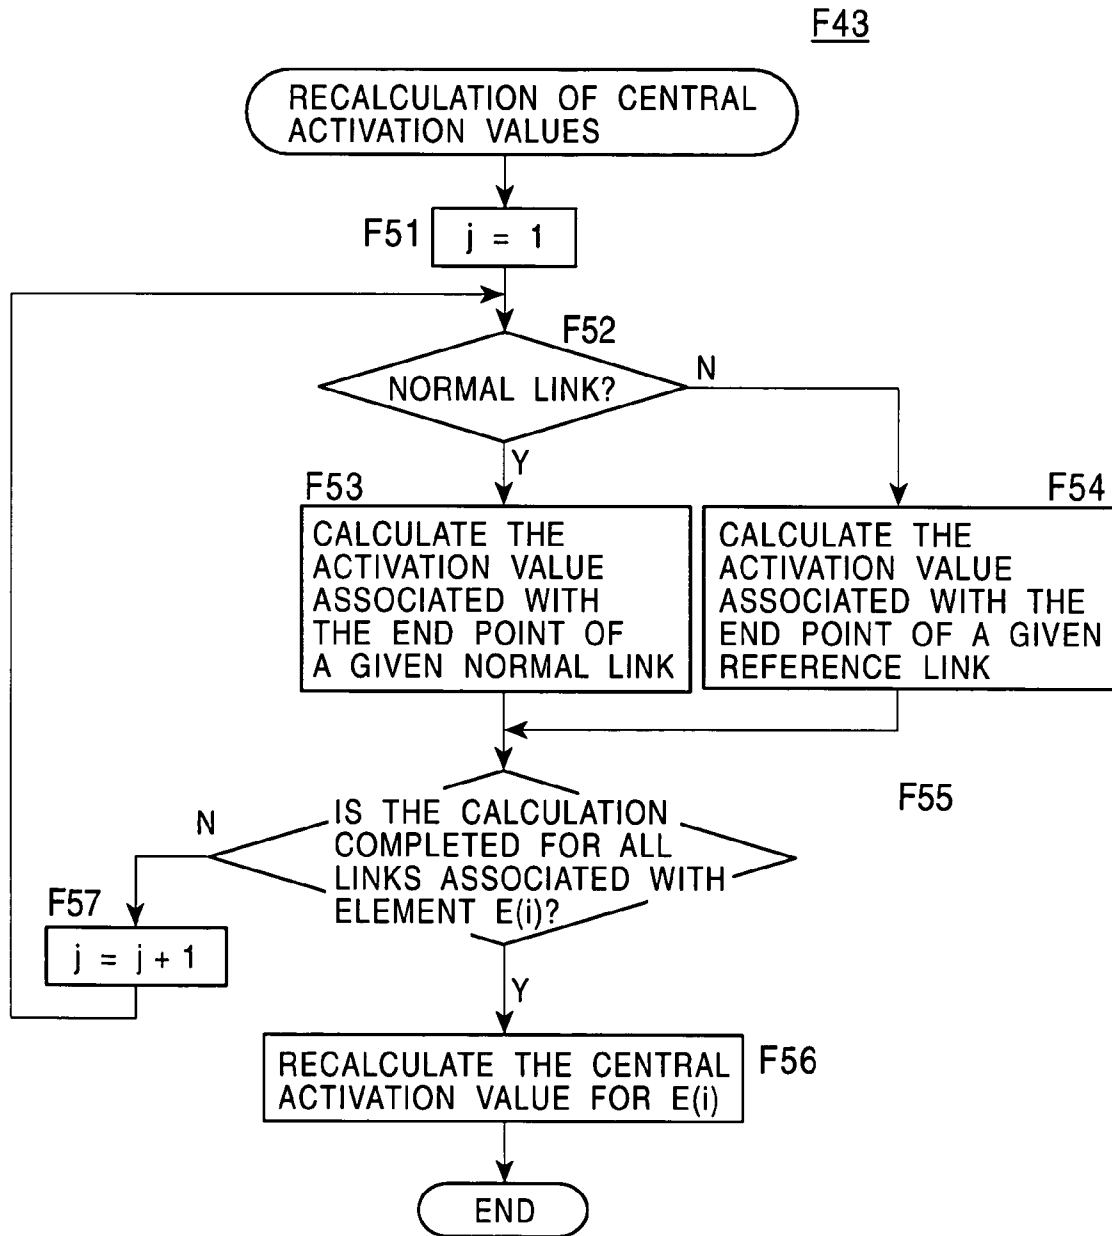 F43
RECALCULATION OF CENTRAL
ACTIVATION VALUES
F51
j = 1
F52
NORMAL LINK?
N
Y
F53
CALCULATE THE
ACTIVATION VALUE
ASSOCIATED WITH
THE END POINT OF
A GIVEN NORMAL LINK
F54
CALCULATE THE
ACTIVATION VALUE
ASSOCIATED WITH THE
END POINT OF A GIVEN
REFERENCE LINK
F55
IS THE CALCULATION
COMPLETED FOR ALL
LINKS ASSOCIATED WITH
ELEMENT E(i)?
N
F57
j = j + 1
Y
RECALCULATE THE CENTRAL
ACTIVATION VALUE FOR E(i)
F56
END